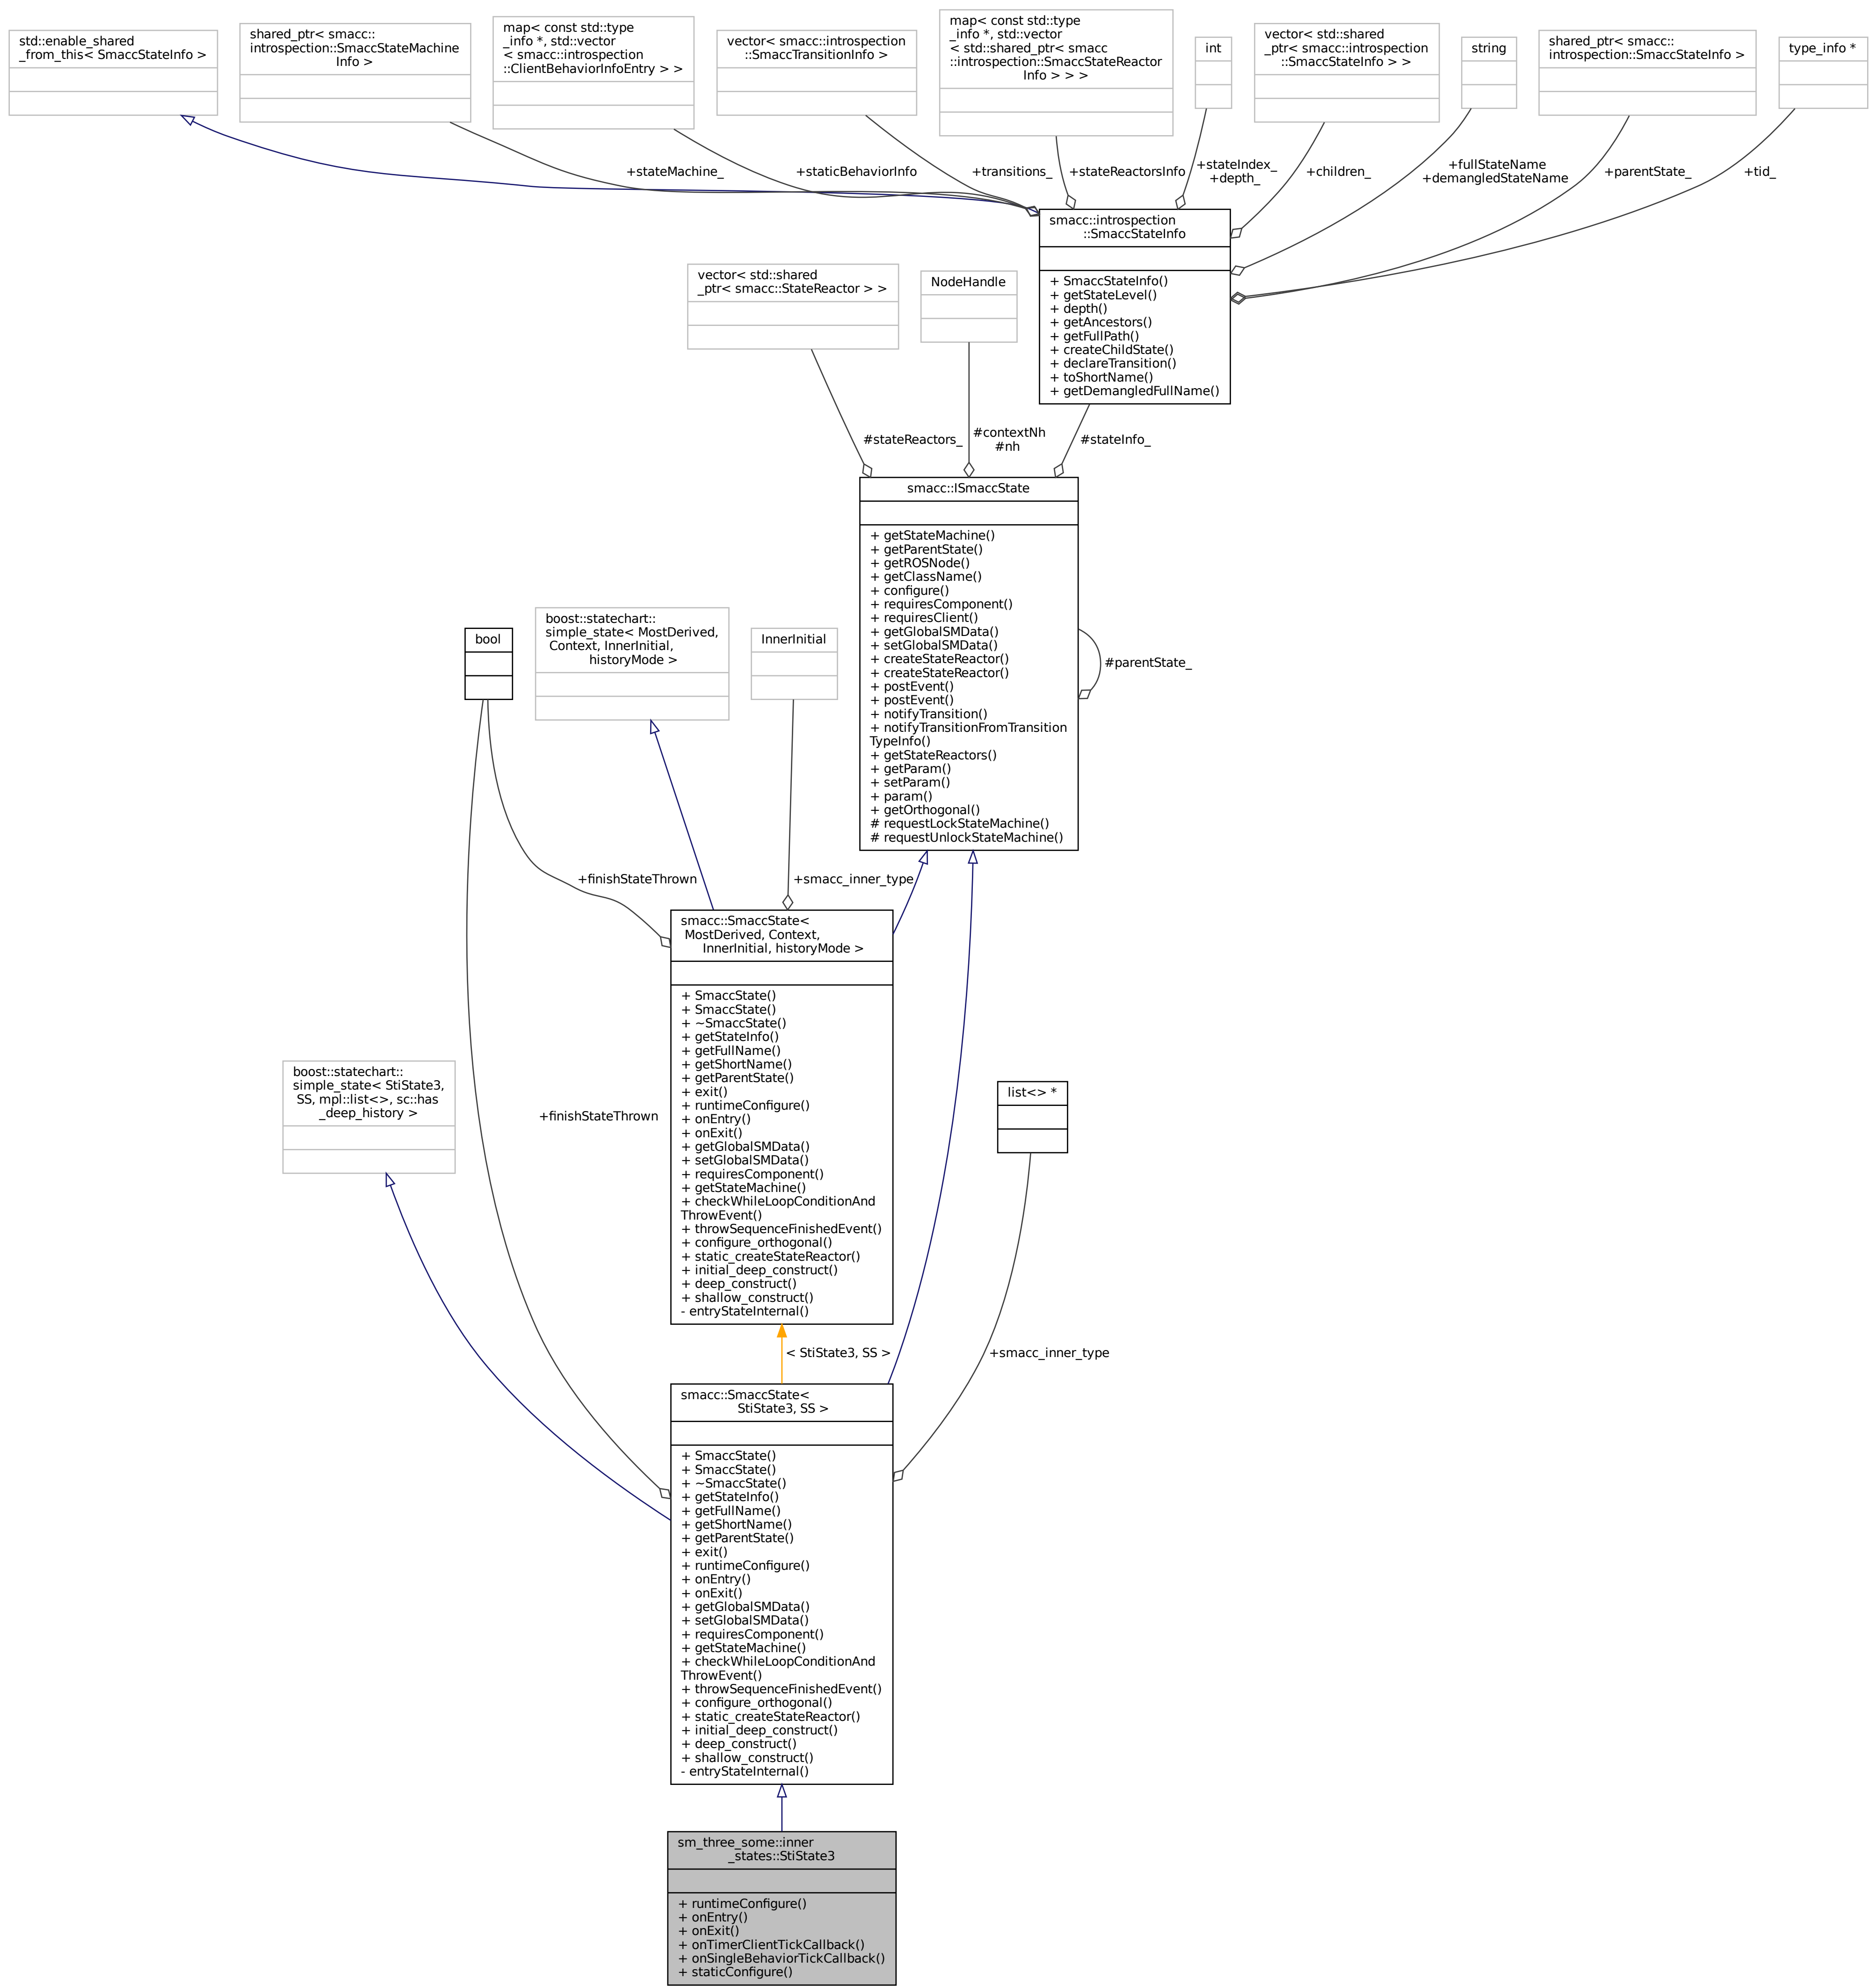 std::enable_shared
_from_this< SmaccStateInfo >
shared_ptr< smacc::
introspection::SmaccStateMachine
Info >
map< const std::type
_info *, std::vector
< smacc::introspection
::ClientBehaviorInfoEntry > >
vector< smacc::introspection
::SmaccTransitionInfo >
map< const std::type
_info *, std::vector
< std::shared_ptr< smacc
::introspection::SmaccStateReactor
Info > > >
int
vector< std::shared
_ptr< smacc::introspection
::SmaccStateInfo > >
string
shared_ptr< smacc::
introspection::SmaccStateInfo >
type_info *
+stateMachine_
+staticBehaviorInfo
+transitions_
+stateReactorsInfo
+stateIndex_
+depth_
+children_
+fullStateName
+demangledStateName
+parentState_
+tid_
smacc::introspection
::SmaccStateInfo
+ SmaccStateInfo()
+ getStateLevel()
+ depth()
+ getAncestors()
+ getFullPath()
+ createChildState()
+ declareTransition()
+ toShortName()
+ getDemangledFullName()
vector< std::shared
_ptr< smacc::StateReactor > >
NodeHandle
#stateReactors_
#contextNh
#nh
#stateInfo_
smacc::ISmaccState
+ getStateMachine()
+ getParentState()
+ getROSNode()
+ getClassName()
+ configure()
+ requiresComponent()
+ requiresClient()
+ getGlobalSMData()
+ setGlobalSMData()
+ createStateReactor()
+ createStateReactor()
+ postEvent()
+ postEvent()
+ notifyTransition()
+ notifyTransitionFromTransition
TypeInfo()
+ getStateReactors()
+ getParam()
+ setParam()
+ param()
+ getOrthogonal()
# requestLockStateMachine()
# requestUnlockStateMachine()
#parentState_
bool
boost::statechart::
simple_state< MostDerived,
Context, InnerInitial,
historyMode >
InnerInitial
+finishStateThrown
+smacc_inner_type
smacc::SmaccState<
MostDerived, Context,
InnerInitial, historyMode >
+ SmaccState()
+ SmaccState()
+ ~SmaccState()
+ getStateInfo()
+ getFullName()
+ getShortName()
+ getParentState()
+ exit()
+ runtimeConfigure()
+ onEntry()
+ onExit()
+ getGlobalSMData()
+ setGlobalSMData()
+ requiresComponent()
+ getStateMachine()
+ checkWhileLoopConditionAnd
ThrowEvent()
+ throwSequenceFinishedEvent()
+ configure_orthogonal()
+ static_createStateReactor()
+ initial_deep_construct()
+ deep_construct()
+ shallow_construct()
- entryStateInternal()
boost::statechart::
simple_state< StiState3,
SS, mpl::list<>, sc::has
_deep_history >
+finishStateThrown
list<> *
< StiState3, SS >
+smacc_inner_type
smacc::SmaccState<
StiState3, SS >
+ SmaccState()
+ SmaccState()
+ ~SmaccState()
+ getStateInfo()
+ getFullName()
+ getShortName()
+ getParentState()
+ exit()
+ runtimeConfigure()
+ onEntry()
+ onExit()
+ getGlobalSMData()
+ setGlobalSMData()
+ requiresComponent()
+ getStateMachine()
+ checkWhileLoopConditionAnd
ThrowEvent()
+ throwSequenceFinishedEvent()
+ configure_orthogonal()
+ static_createStateReactor()
+ initial_deep_construct()
+ deep_construct()
+ shallow_construct()
- entryStateInternal()
sm_three_some::inner
_states::StiState3
+ runtimeConfigure()
+ onEntry()
+ onExit()
+ onTimerClientTickCallback()
+ onSingleBehaviorTickCallback()
+ staticConfigure()